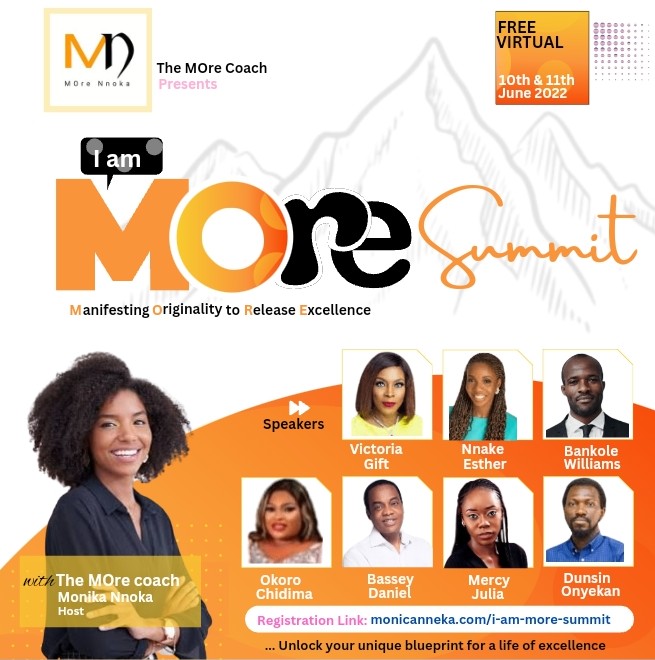 MN
MOre Nnoka
The MOre Coach
Presents
FREE
VIRTUAL
10th & 11th
June 2022
I am
MOre Summit
Manifesting Originality to Release Excellence
Speakers
Victoria
Gift
Nnake
Esther
Bankole
Williams
Okoro
Chidima
Bassey
Daniel
Mercy
Julia
Dunsin
Onyekan
with The MOre coach
Monika Nnoka
Host
Registration Link: monicanneka.com/i-am-more-summit
... Unlock your unique blueprint for a life of excellence